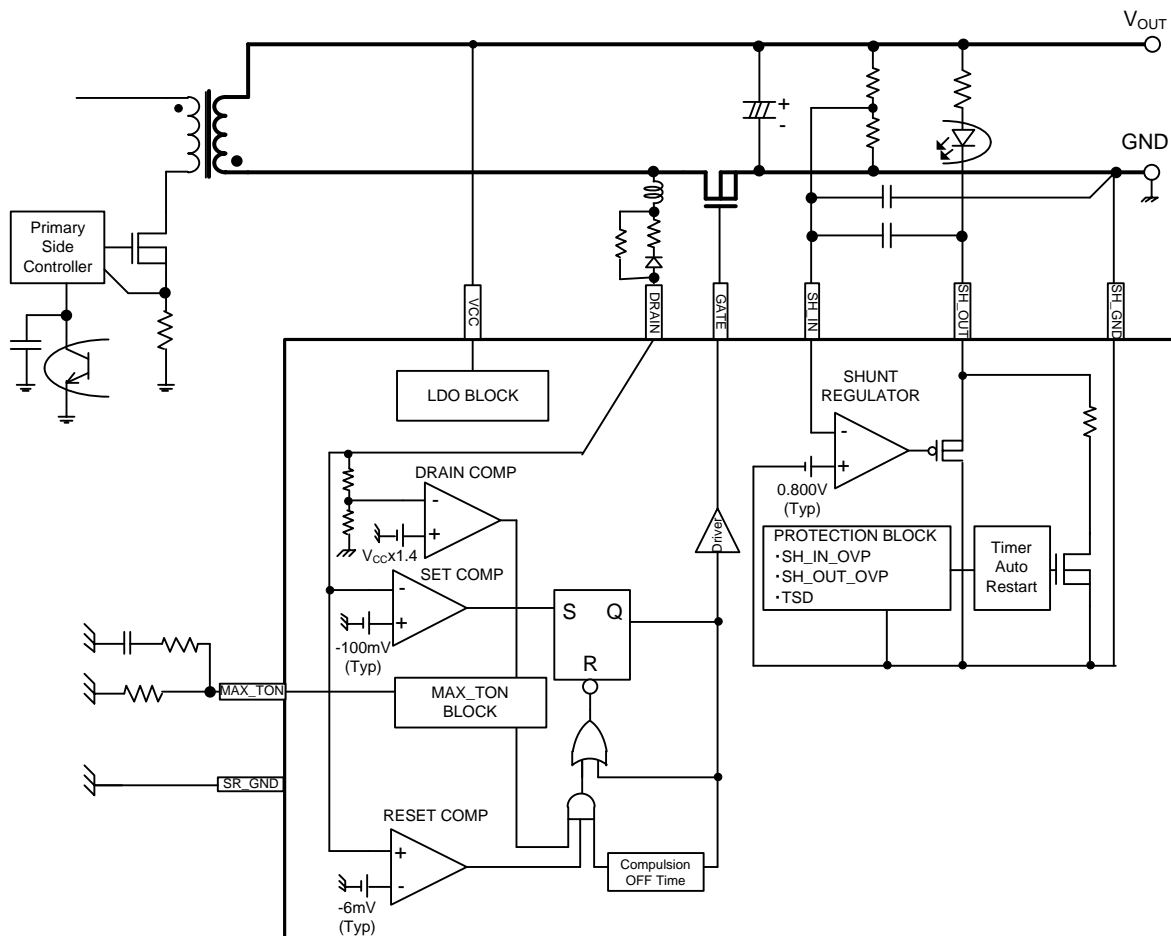 VOUT
+
-
GND
Primary
Side
Controller
VCC
DRAIN
GATE
SH_IN
SH_OUT
SH_GND
LDO BLOCK
SHUNT
REGULATOR
-
+
0.800V
(Typ)
DRAIN COMP
-
+
VCCx1.4
Driver
PROTECTION BLOCK
・SH_IN_OVP
・SH_OUT_OVP
・TSD
Timer
Auto
Restart
SET COMP
-
+
-100mV
(Typ)
S Q
R
MAX_TON
MAX_TON
BLOCK
SR_GND
RESET COMP
+
-
-6mV
(Typ)
Compulsion
OFF Time